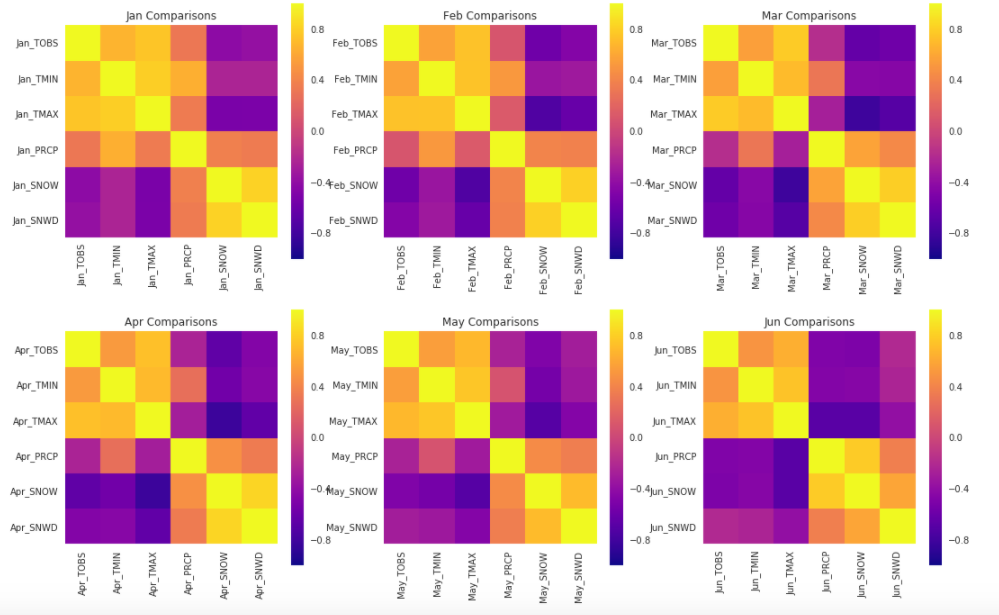 Jan Comparisons
Jan_TOBS
Jan_TMIN
Jan_TMAX
Jan_PRCP
Jan_SNOW
Jan_SNWD
Jan_TOBS
Jan_TMIN
Jan_TMAX
Jan_PRCP
Jan_SNOW
Jan_SNWD
0.8
0.4
0.0
−0.4
−0.8
Feb Comparisons
Feb_TOBS
Feb_TMIN
Feb_TMAX
Feb_PRCP
Feb_SNOW
Feb_SNWD
Feb_TOBS
Feb_TMIN
Feb_TMAX
Feb_PRCP
Feb_SNOW
Feb_SNWD
0.8
0.4
0.0
−0.4
−0.8
Mar Comparisons
Mar_TOBS
Mar_TMIN
Mar_TMAX
Mar_PRCP
Mar_SNOW
Mar_SNWD
Mar_TOBS
Mar_TMIN
Mar_TMAX
Mar_PRCP
Mar_SNOW
Mar_SNWD
0.8
0.4
0.0
−0.4
−0.8
Apr Comparisons
Apr_TOBS
Apr_TMIN
Apr_TMAX
Apr_PRCP
Apr_SNOW
Apr_SNWD
Apr_TOBS
Apr_TMIN
Apr_TMAX
Apr_PRCP
Apr_SNOW
Apr_SNWD
0.8
0.4
0.0
−0.4
−0.8
May Comparisons
May_TOBS
May_TMIN
May_TMAX
May_PRCP
May_SNOW
May_SNWD
May_TOBS
May_TMIN
May_TMAX
May_PRCP
May_SNOW
May_SNWD
0.8
0.4
0.0
−0.4
−0.8
Jun Comparisons
Jun_TOBS
Jun_TMIN
Jun_TMAX
Jun_PRCP
Jun_SNOW
Jun_SNWD
Jun_TOBS
Jun_TMIN
Jun_TMAX
Jun_PRCP
Jun_SNOW
Jun_SNWD
0.8
0.4
0.0
−0.4
−0.8